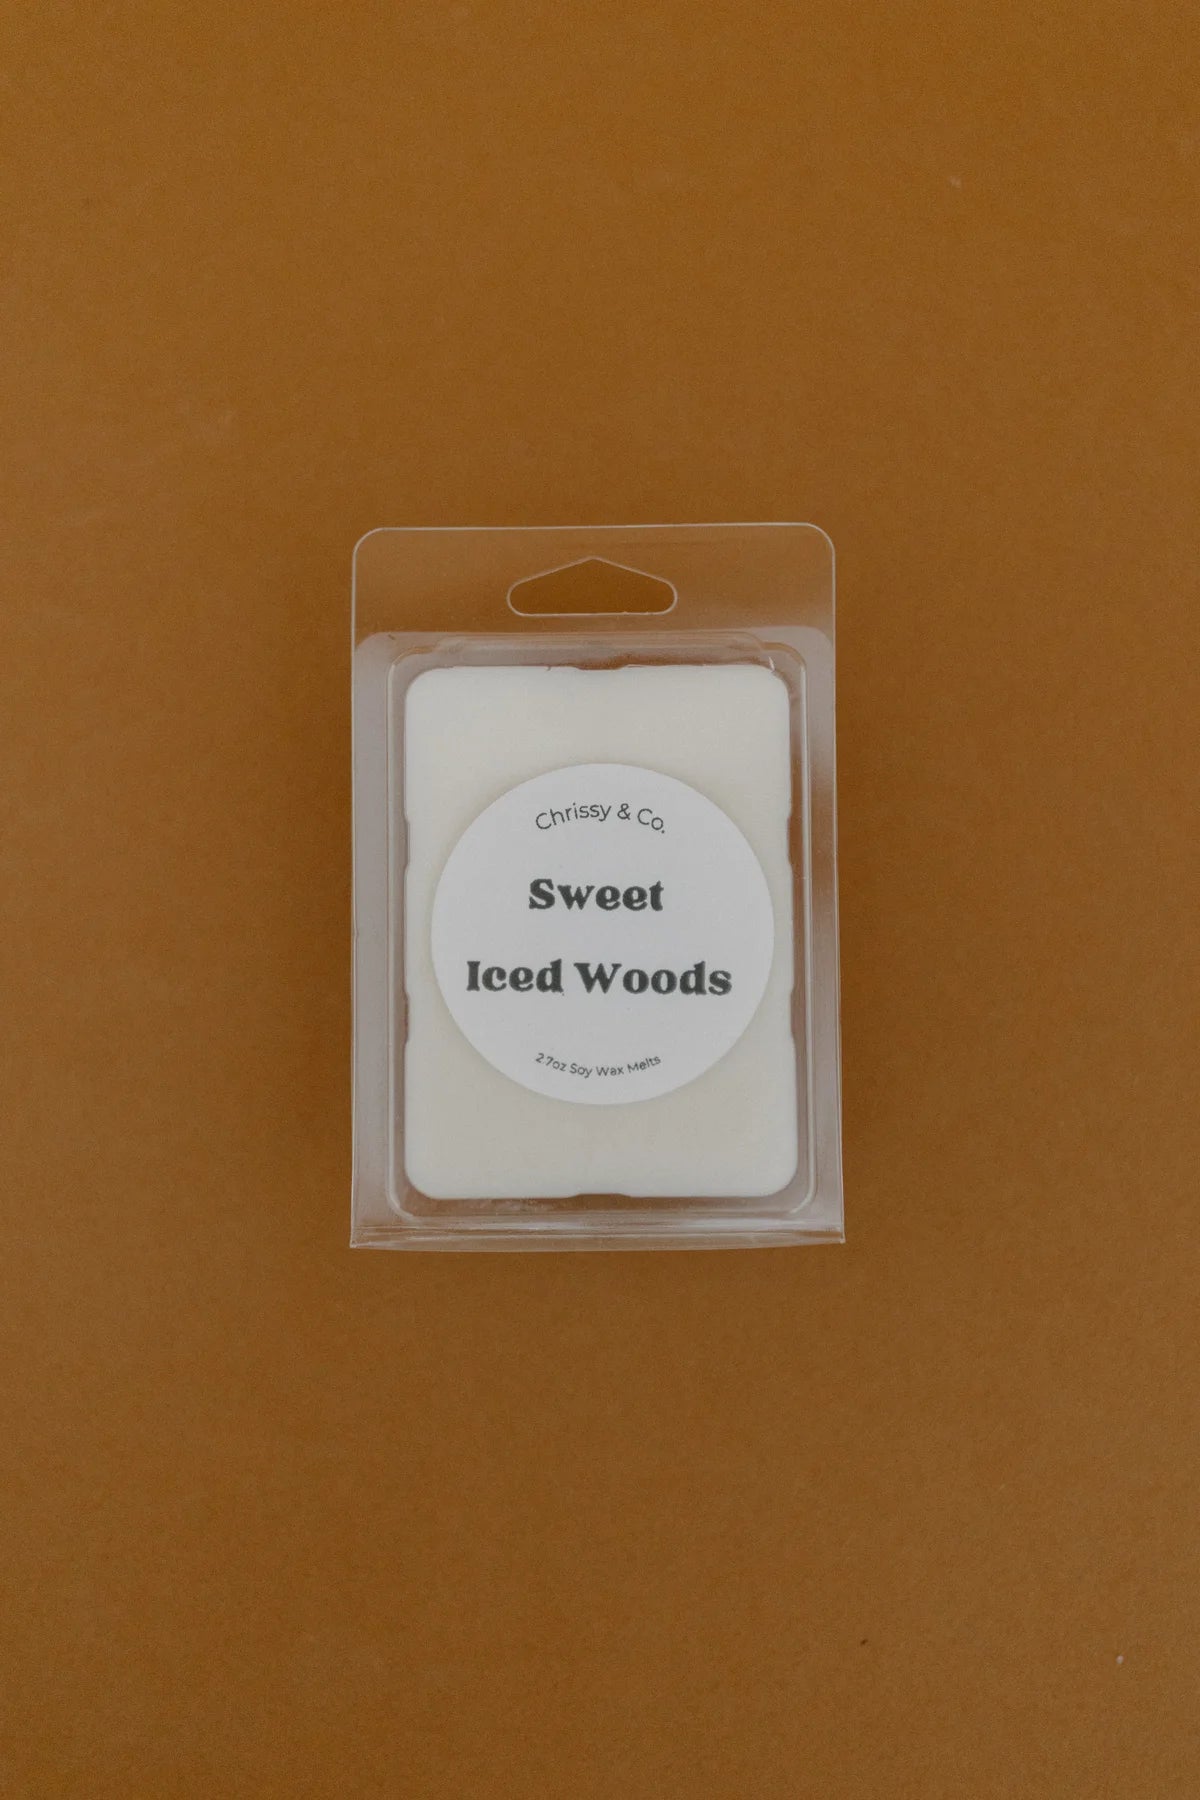 Chrissy & Co.
Sweet
Iced Woods
2.7oz Soy Wax Melts